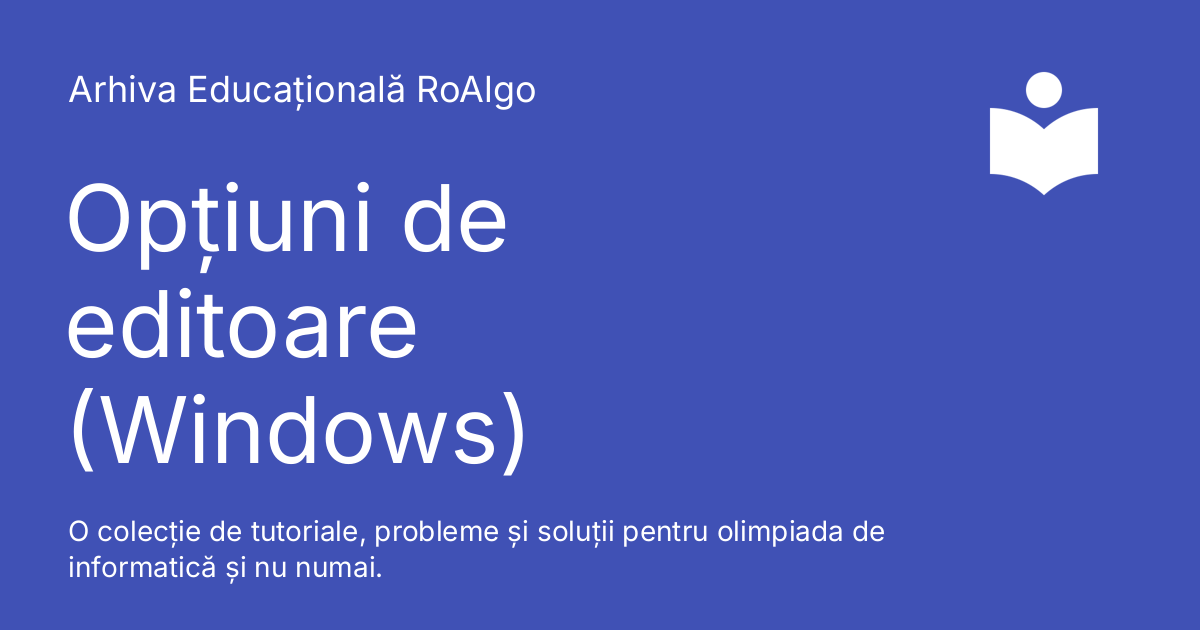 Arhiva Educațională RoAlgo
Opțiuni de
editoare
(Windows)
O colecție de tutoriale, probleme și soluții pentru olimpiada de
informatică și nu numai.